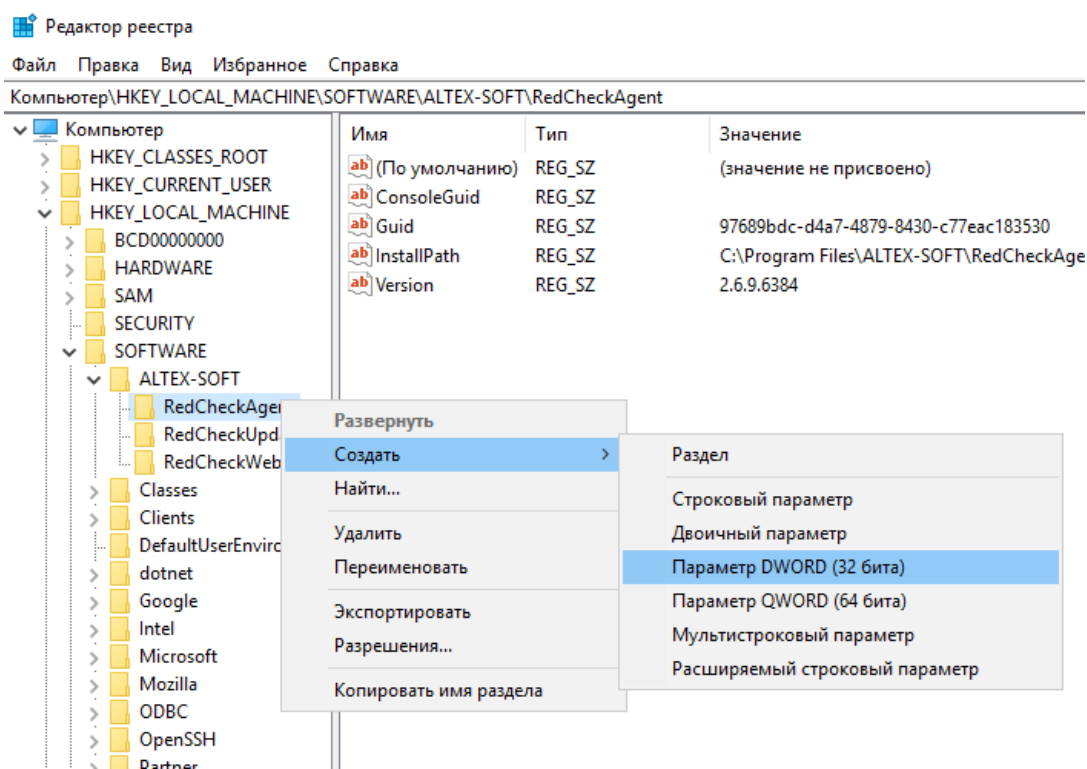 Редактор реестра
Файл Правка Вид Избранное Справка
Компьютер\HKEY_LOCAL_MACHINE\SOFTWARE\ALTEX-SOFT\RedCheckAgent
Компьютер
HKEY_CLASSES_ROOT
HKEY_CURRENT_USER
HKEY_LOCAL_MACHINE
BCD00000000
HARDWARE
SAM
SECURITY
SOFTWARE
ALTEX-SOFT
RedCheckAgen
RedCheckUpd
RedCheckWeb
Classes
Clients
DefaultUserEnviro
dotnet
Google
Intel
Microsoft
Mozilla
ODBC
OpenSSH
Partner
Имя Тип Значение
(По умолчанию) REG_SZ (значение не присвоено)
ConsoleGuid REG_SZ
Guid REG_SZ 97689bdc-d4a7-4879-8430-c77eac183530
InstallPath REG_SZ C:\Program Files\ALTEX-SOFT\RedCheckAge
Version REG_SZ 2.6.9.6384
Развернуть
Создать
Найти...
Удалить
Переименовать
Экспортировать
Разрешения...
Копировать имя раздела
Раздел
Строковый параметр
Двоичный параметр
Параметр DWORD (32 бита)
Параметр QWORD (64 бита)
Мультистроковый параметр
Расширяемый строковый параметр